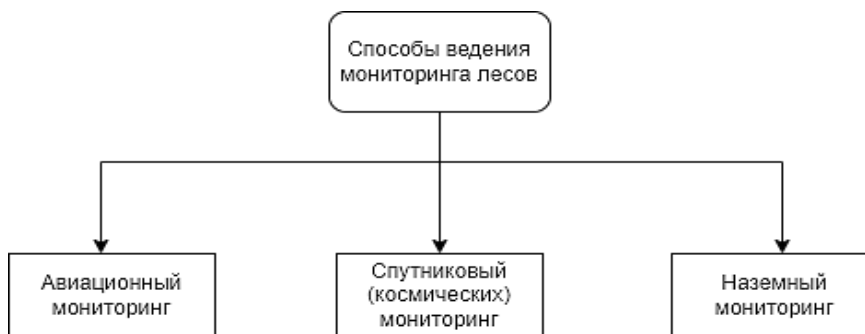 Способы ведения
мониторинга лесов
Авиационный
мониторинг
Спутниковый
(космических)
мониторинг
Наземный
мониторинг